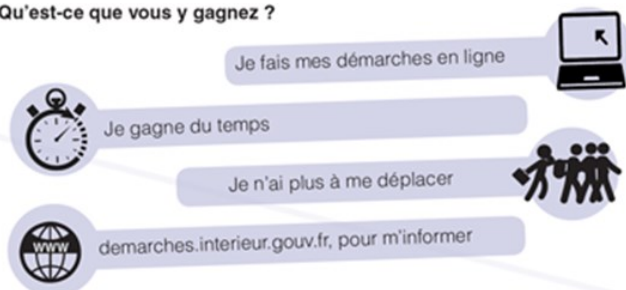 Qu'est-ce que vous y gagnez ?
Je fais mes démarches en ligne
Je gagne du temps
Je n'ai plus à me déplacer
www
demarches.interieur.gouv.fr, pour m'informer